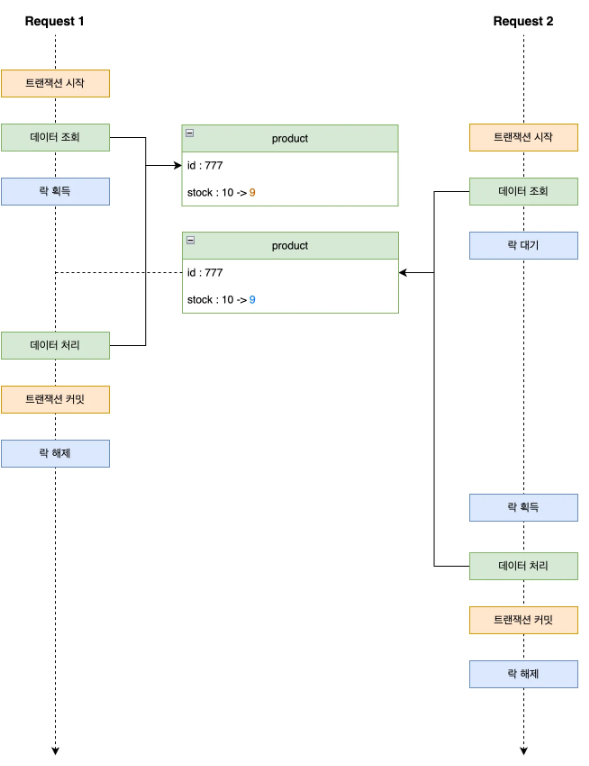 Request 1
Request 2
트랜잭션 시작
데이터 조회
product
트랜잭션 시작
id : 777
락 획득
stock : 10 -> 9
데이터 조회
product
락 대기
id : 777
stock : 10 -> 9
데이터 처리
트랜잭션 커밋
락 해제
락 획득
데이터 처리
트랜잭션 커밋
락 해제